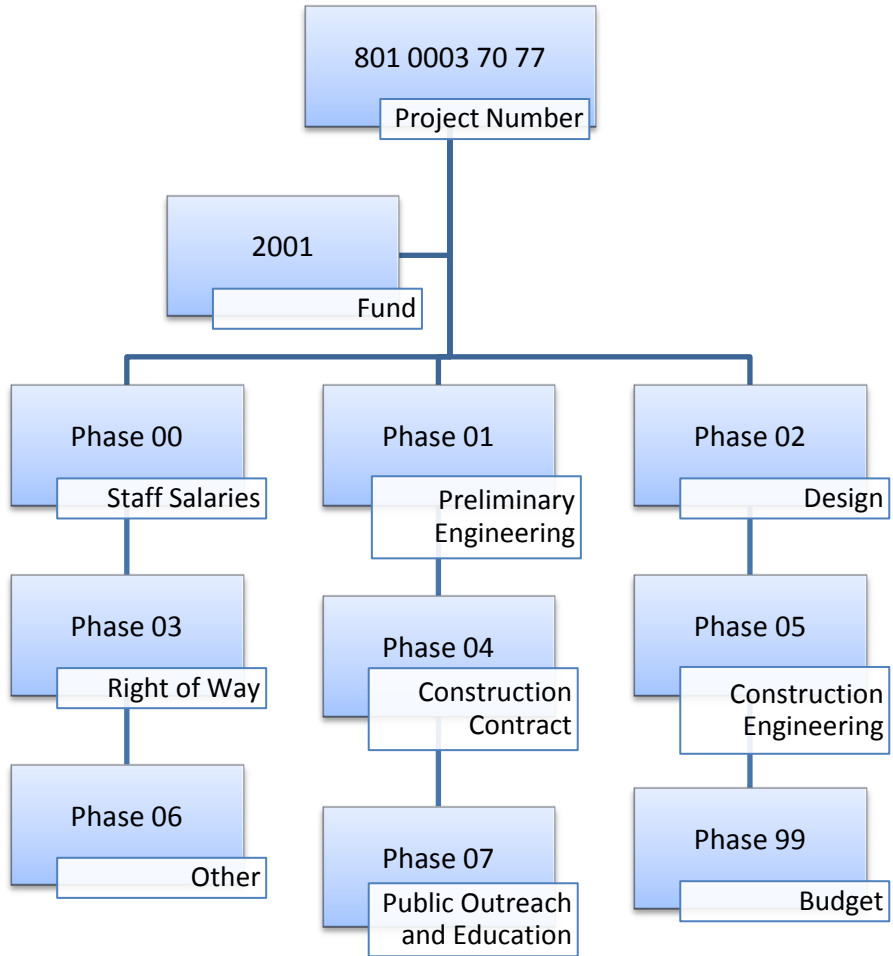 801 0003 70 77
Project Number
2001
Fund
Phase 00
Staff Salaries
Phase 01
Preliminary
Engineering
Phase 02
Design
Phase 03
Right of Way
Phase 04
Construction
Contract
Phase 05
Construction
Engineering
Phase 06
Other
Phase 07
Public Outreach
and Education
Phase 99
Budget